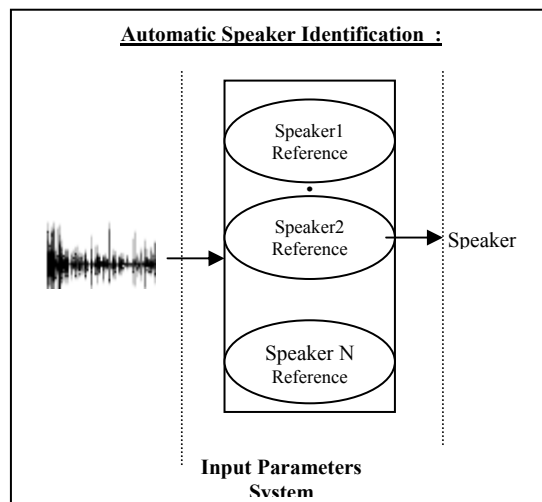 Automatic Speaker Identification :
Speaker1
Reference
Speaker2
Reference
Speaker
Speaker N
Reference
Input Parameters
System